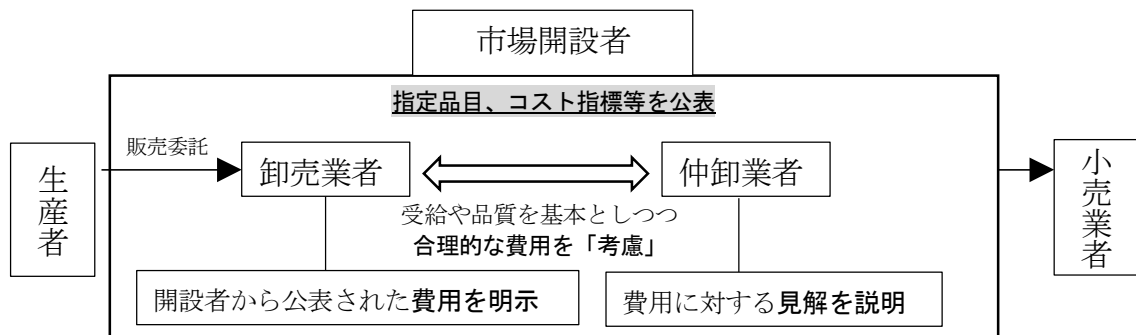 市場開設者
指定品目、コスト指標等を公表
生産者
販売委託
卸売業者
仲卸業者
小売業者
受給や品質を基本としつつ
合理的な費用を「考慮」
開設者から公表された費用を明示
費用に対する見解を説明